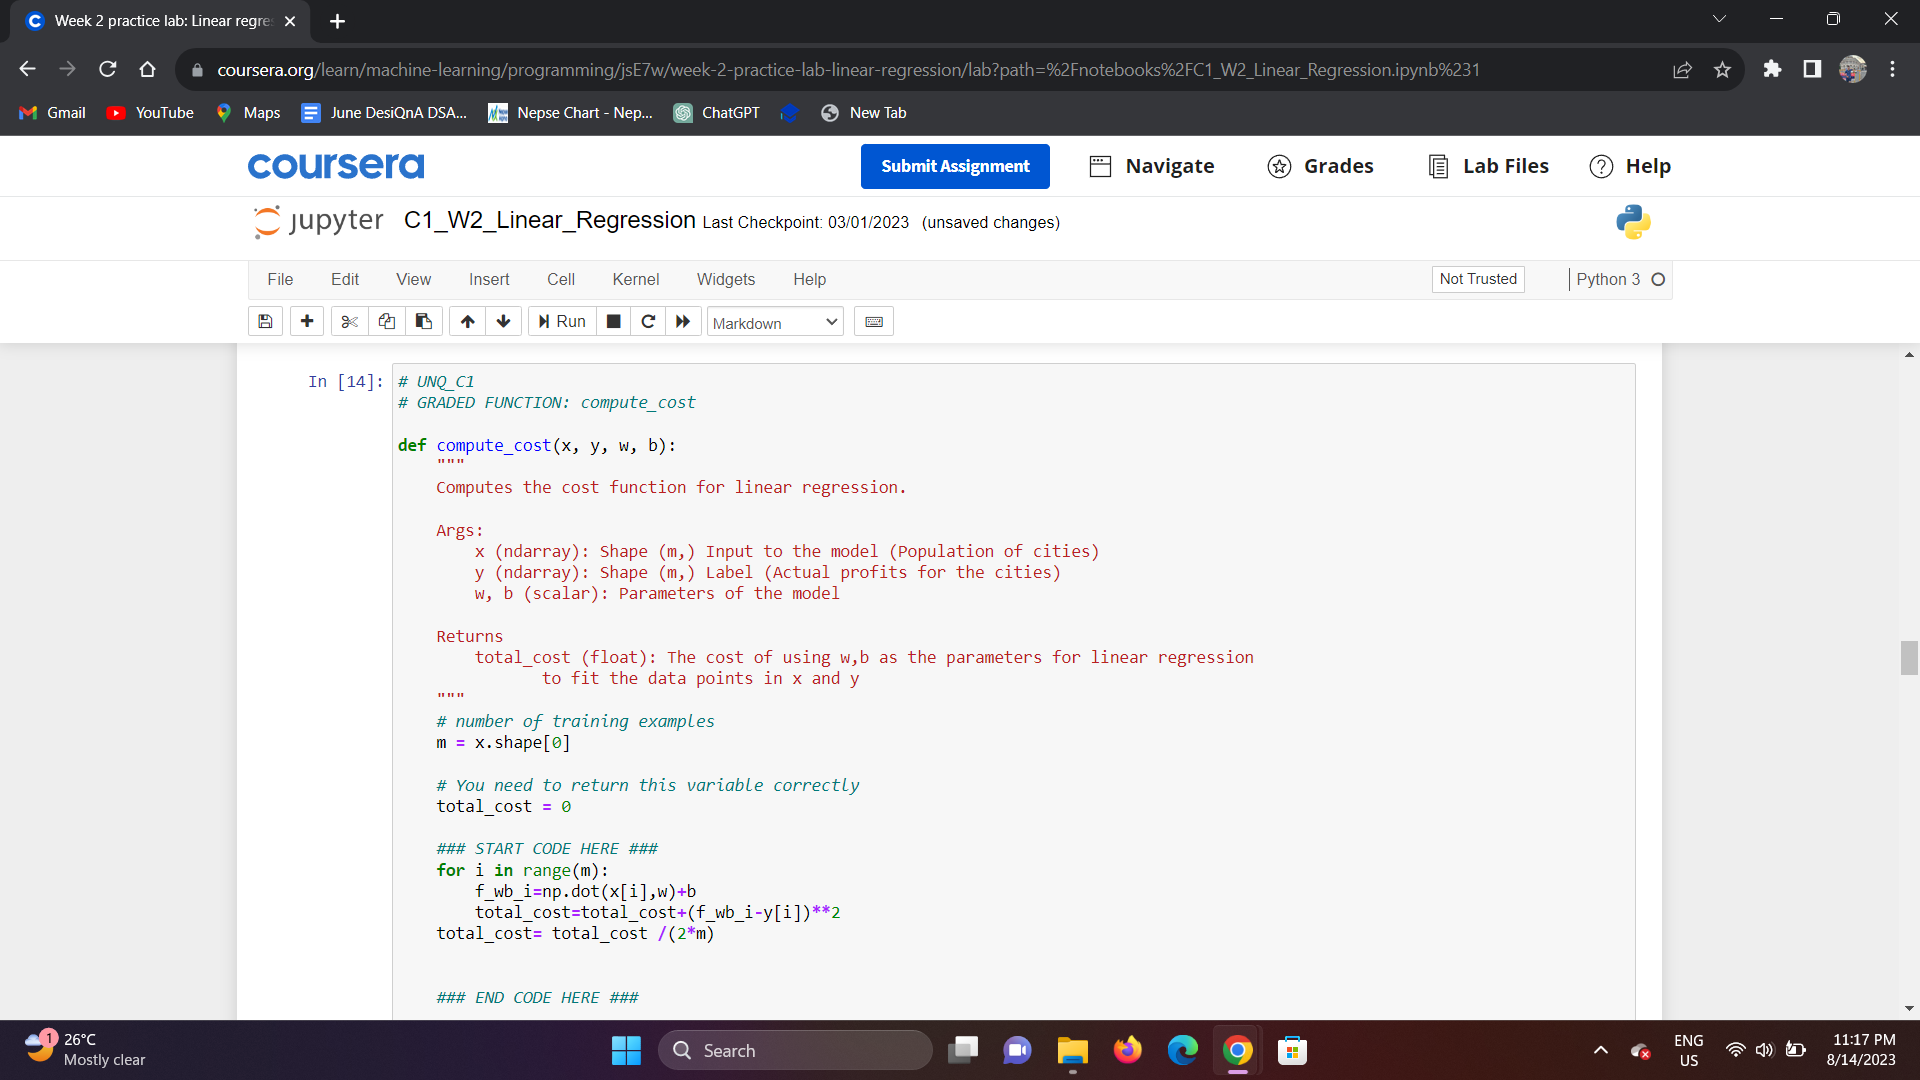 Week 2 practice lab: Linear regre
coursera.org/learn/machine-learning/programming/jsE7w/week-2-practice-lab-linear-regression/lab?path=%2Fnotebooks%2FC1_W2_Linear_Regression.ipynb%231
Gmail YouTube Maps June DesiQnA DSA... Nepse Chart - Nep... ChatGPT New Tab
coursera Submit Assignment Navigate Grades Lab Files Help
jupyter C1_W2_Linear_Regression Last Checkpoint: 03/01/2023 (unsaved changes)
File Edit View Insert Cell Kernel Widgets Help Not Trusted Python 3
Run Markdown
In [14]: # UNQ_C1
# GRADED FUNCTION: compute_cost
def compute_cost(x, y, w, b):
"""
Computes the cost function for linear regression.
Args:
x (ndarray): Shape (m,) Input to the model (Population of cities)
y (ndarray): Shape (m,) Label (Actual profits for the cities)
w, b (scalar): Parameters of the model
Returns
total_cost (float): The cost of using w,b as the parameters for linear regression
to fit the data points in x and y
"""
# number of training examples
m = x.shape[0]
# You need to return this variable correctly
total_cost = 0
### START CODE HERE ###
for i in range(m):
f_wb_i=np.dot(x[i],w)+b
total_cost=total_cost+(f_wb_i-y[i])**2
total_cost= total_cost /(2*m)
### END CODE HERE ###
1 26°C
Mostly clear
Search
ENG
US
11:17 PM
8/14/2023